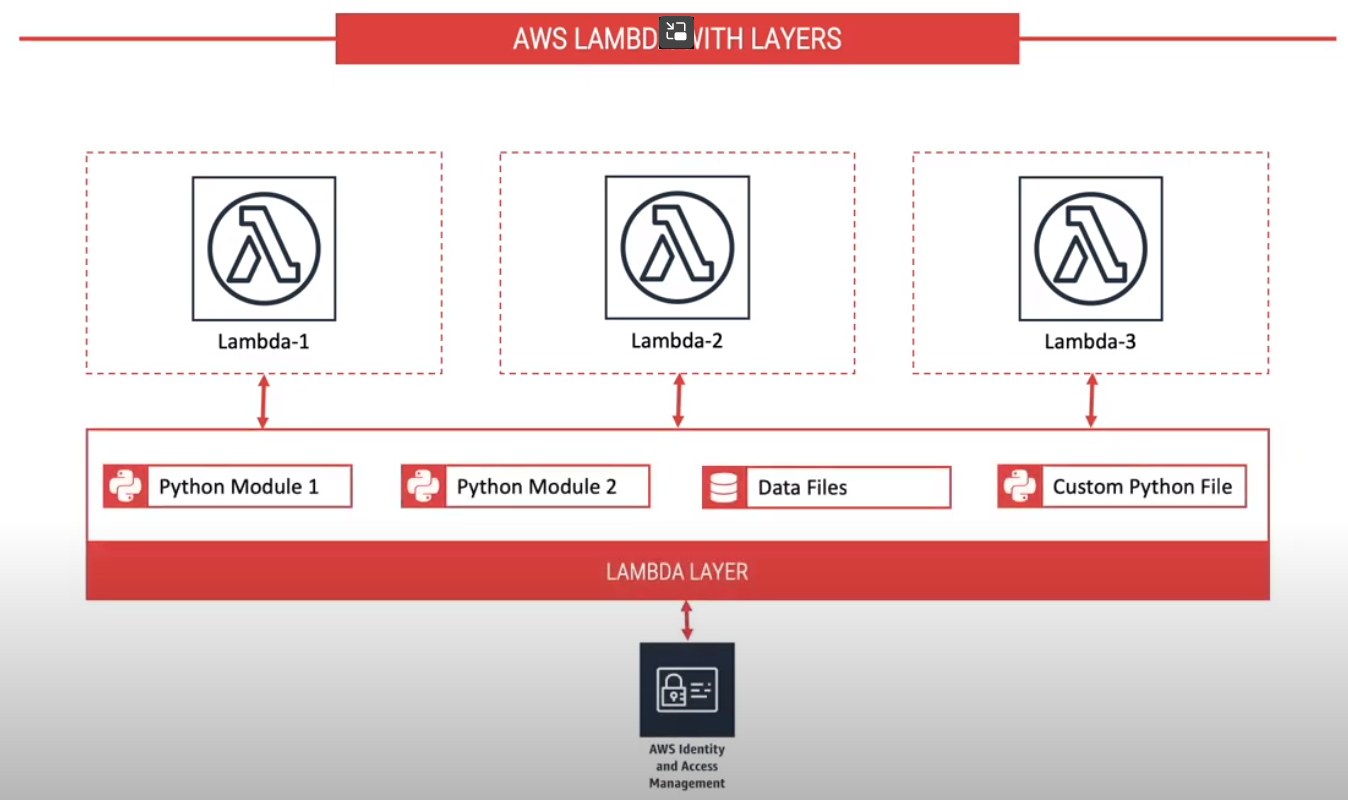 AWS LAMBD WITH LAYERS
Lambda-1
Lambda-2
Lambda-3
Python Module 1
Python Module 2
Data Files
Custom Python File
LAMBDA LAYER
AWS Identity
and Access
Management